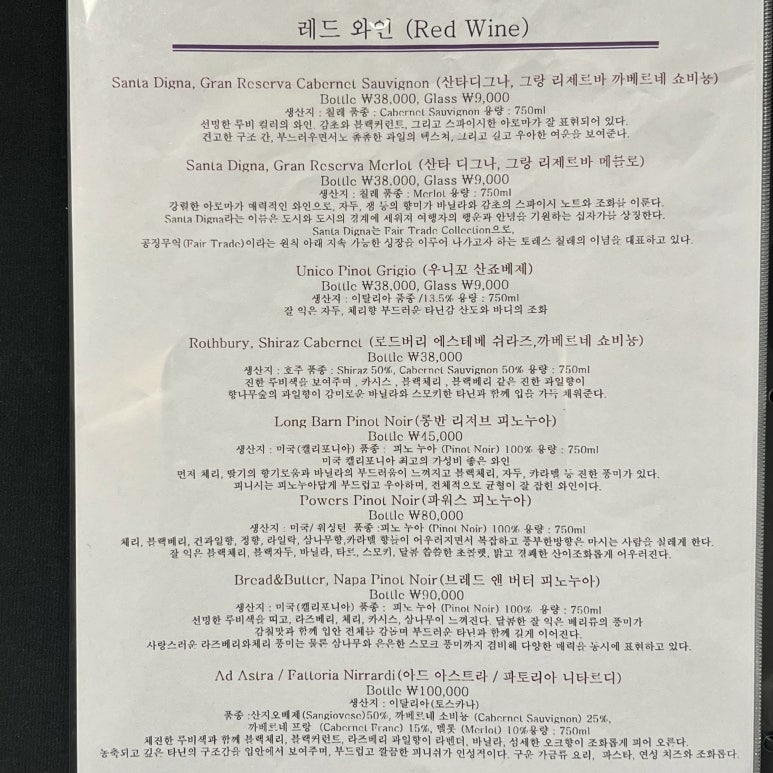 레드 와인 (Red Wine)
Santa Digna, Gran Reserva Cabernet Sauvignon (산타디그나, 그랑 리제르바 까베르네 쇼비뇽)
Bottle ₩38,000, Glass ₩9,000
생산지 : 칠레 품종 : Cabernet Sauvignon 용량 : 750ml
선명한 루비 컬러의 와인. 감초와 블랙커런트, 그리고 스파이시한 아로마가 잘 표현되어 있다.
견고한 구조 감, 부드러우면서도 촘촘한 과일의 텍스쳐, 그리고 길고 우아한 여운을 보여준다.
Santa Digna, Gran Reserva Merlot (산타 디그나, 그랑 리제르바 메를로)
Bottle ₩38,000, Glass ₩9,000
생산지 : 칠레 품종 : Merlot 용량 : 750ml
강렬한 아로마가 매력적인 와인으로, 자두, 잼 등의 향미가 바닐라와 감초의 스파이시 노트와 조화를 이룬다.
Santa Digna라는 이름은 도시와 도시의 경계에 세워져 여행자의 행운과 안녕을 기원하는 십자가를 상징한다.
Santa Digna는 Fair Trade Collection으로,
공정무역(Fair Trade)이라는 원칙 아래 지속 가능한 성장을 이루어 나가고자 하는 토레스 칠레의 이념을 대표하고 있다.
Unico Pinot Grigio (우니꼬 산죠베제)
Bottle ₩38,000, Glass ₩9,000
생산지 : 이탈리아 품종 /13.5% 용량 : 750ml
잘 익은 자두, 체리향 부드러운 타닌감 산도와 바디의 조화
Rothbury, Shiraz Cabernet (로드버리 에스테베 쉬라즈,까베르네 쇼비뇽)
Bottle ₩38,000
생산지 : 호주 품종 : Shiraz 50%, Cabernet Sauvignon 50% 용량 : 750ml
진한 루비색을 보여주며 , 카시스 , 블랙체리 , 블랙베리 같은 진한 과일향이
향나무숲의 과일향이 감미로운 바닐라와 스모키한 타닌과 함께 입을 가득 채워준다.
Long Barn Pinot Noir(롱반 리저브 피노누아)
Bottle ₩45,000
생산지 : 미국(캘리포니아) 품종 : 피노 누아 (Pinot Noir) 100% 용량 : 750ml
미국 캘리포니아 최고의 가성비 좋은 와인
먼저 체리, 딸기의 향기로움과 바닐라의 부드러움이 느껴지고 블랙체리, 자두, 카라멜 등 진한 풍미가 있다.
피니시는 피노누아답게 부드럽고 우아하며, 전체적으로 균형이 잘 잡힌 와인이다.
Powers Pinot Noir(파워스 피노누아)
Bottle ₩80,000
생산지 : 미국/ 워싱턴 품종 :피노 누아 (Pinot Noir) 100% 용량 : 750ml
체리, 블랙베리, 건과일향, 정향, 라일락, 삼나무향,카라멜 향들이 어우러지면서 복잡하고 풍부한방향은 마시는 사람을 설레게 한다.
잘 익은 블랙체리, 블랙자두, 바닐라, 타르, 스모키, 달콤 쌉쌀한 초콜렛, 밝고 경쾌한 산이조화롭게 어우러진다.
Bread&Butter, Napa Pinot Noir(브레드 앤 버터 피노누아)
Bottle ₩90,000
생산지 : 미국(캘리포니아) 품종 : 피노 누아 (Pinot Noir) 100% 용량 : 750ml
선명한 루비색을 띠고, 라즈베리, 체리, 카시스, 삼나무이 느껴진다. 달콤한 잘 익은 베리류의 풍미가
감칠맛과 함께 입안 전체를 감돌며 부드러운 타닌과 함께 길게 이어진다.
사랑스러운 라즈베리와체리 풍미는 물론 삼나무와 은은한 스모크 풍미까지 겸비해 다양한 매력을 동시에 표현하고 있다.
Ad Astra / Fattoria Nirrardi(아드 아스트라 / 파토리아 니타르디)
Bottle ₩100,000
생산지 : 이탈리아(토스카나)
품종 :산지오베제(Sangiovese)50%, 까베르네 소비뇽 (Cabernet Sauvignon) 25%,
까베르네 프랑 (Cabernet Franc) 15%, 멜롯 (Merlot) 10%용량 : 750ml
체진한 루비색과 함께 블랙체리, 블랙커런트, 라즈베리 과일향이 라벤더, 바닐라, 섬세한 오크향이 조화롭게 피어 오른다.
농축되고 깊은 타닌의 구조감을 입안에서 보여주며, 부드럽고 깔끔한 피니쉬가 인성적이다. 구운 가금류 요리, 파스타, 연성 치즈와 조화롭다.